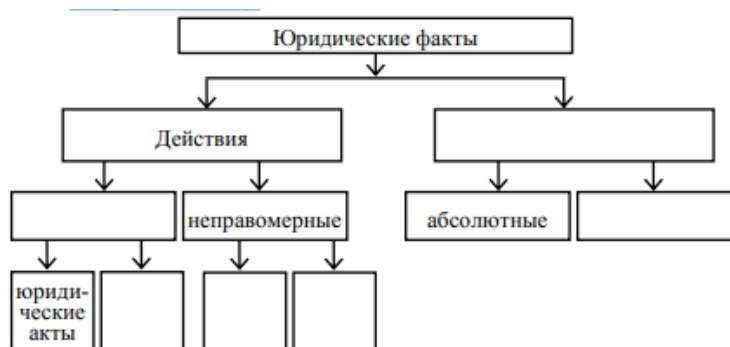 Юридические факты
Действия
неправомерные
абсолютные
юриди-
ческие
акты